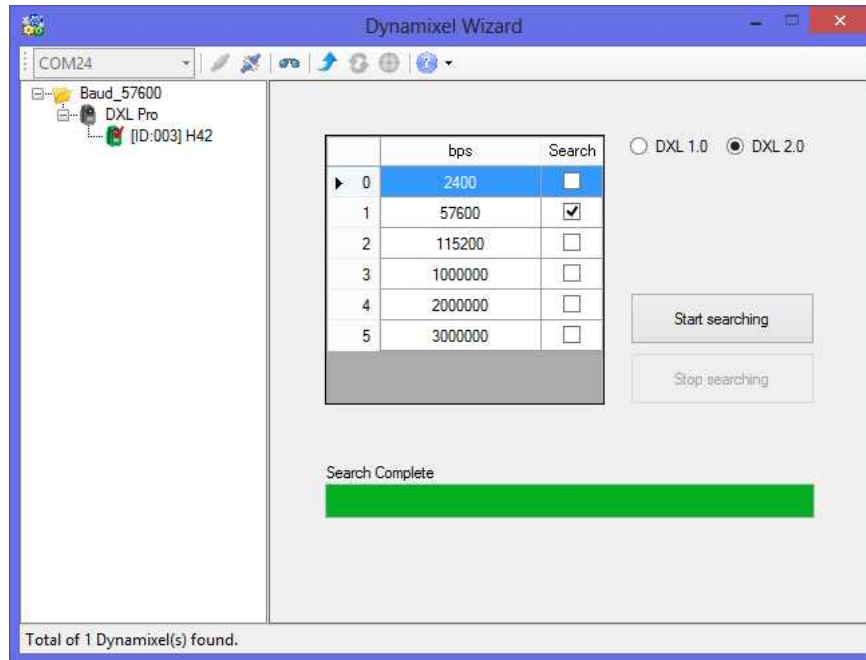 Dynamixel Wizard
COM24
Baud_57600
DXL Pro
[ID:003] H42
bps Search
0 2400
1 57600
2 115200
3 1000000
4 2000000
5 3000000
DXL 1.0 DXL 2.0
Start searching
Stop searching
Search Complete
Total of 1 Dynamixel(s) found.